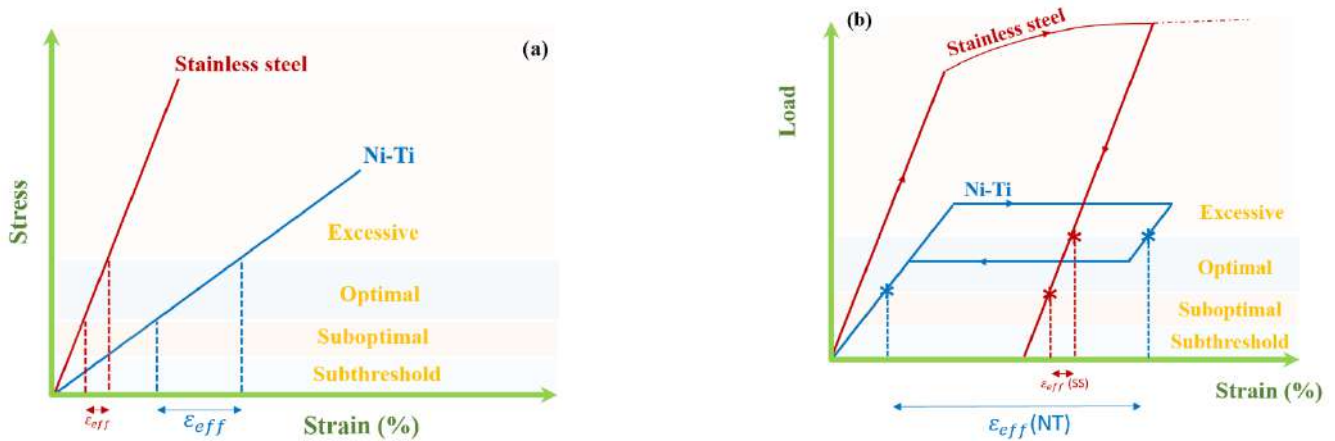 (a)
Stainless steel
Ni-Ti
Stress
Excessive
Optimal
Suboptimal
Subthreshold
Strain (%)
ε_eff
ε_eff
(b)
Stainless steel
Load
Ni-Ti
Excessive
Optimal
Suboptimal
Subthreshold
Strain (%)
ε_eff (SS)
ε_eff (NT)